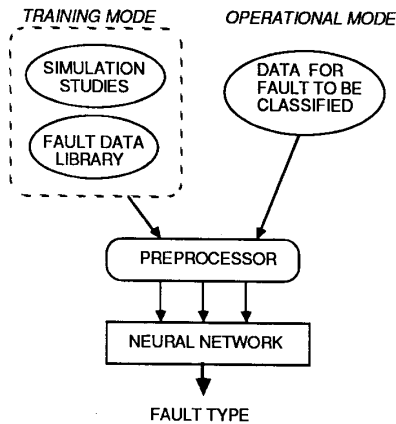 TRAINING MODE
OPERATIONAL MODE
SIMULATION
STUDIES
FAULT DATA
LIBRARY
DATA FOR
FAULT TO BE
CLASSIFIED
PREPROCESSOR
NEURAL NETWORK
FAULT TYPE